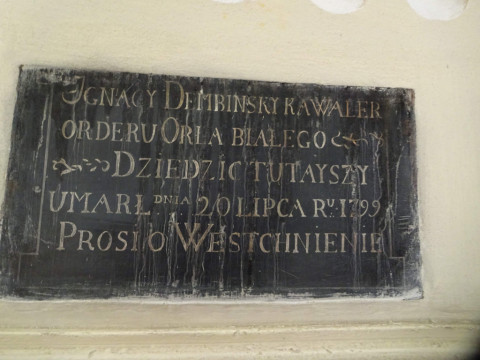 IGNACY DEMBINSKY KAWALER
ORDERU ORŁA BIAŁEGO
DZIEDZIC TUTAYSZY
UMARŁ DNIA 20 LIPCA RU. 1799
PROSI O WESTCHNIENIE